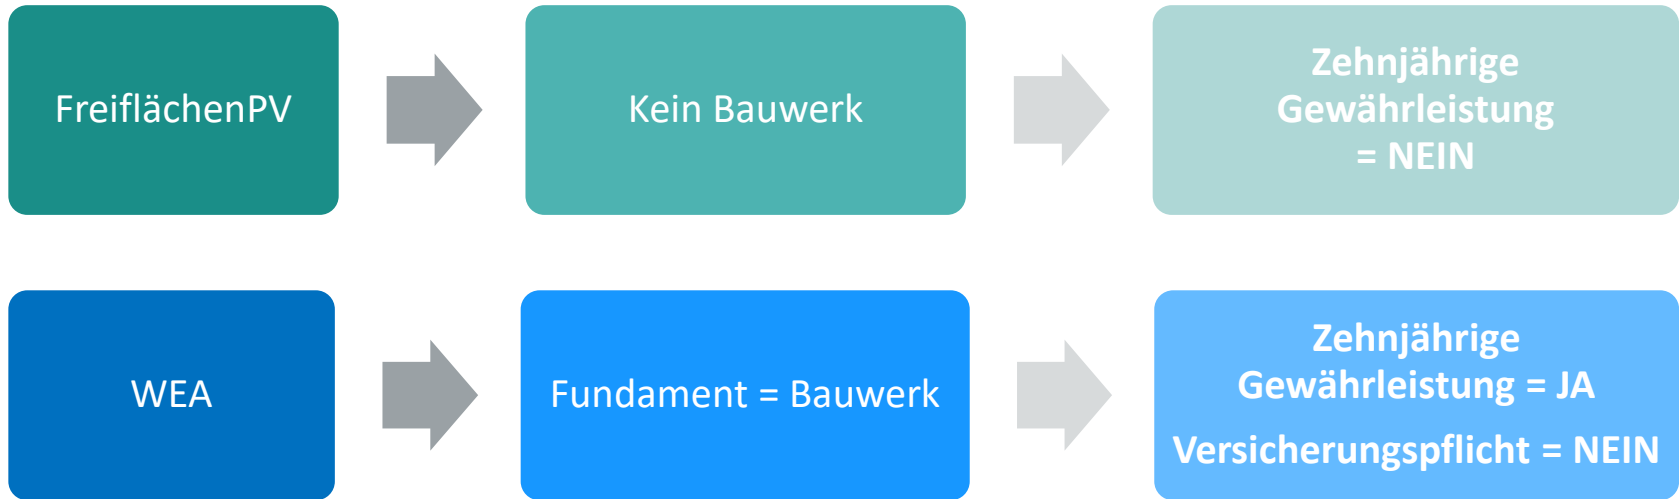 FreiflächenPV
Kein Bauwerk
Zehnjährige
Gewährleistung
= NEIN
WEA
Fundament = Bauwerk
Zehnjährige
Gewährleistung = JA
Versicherungspflicht = NEIN